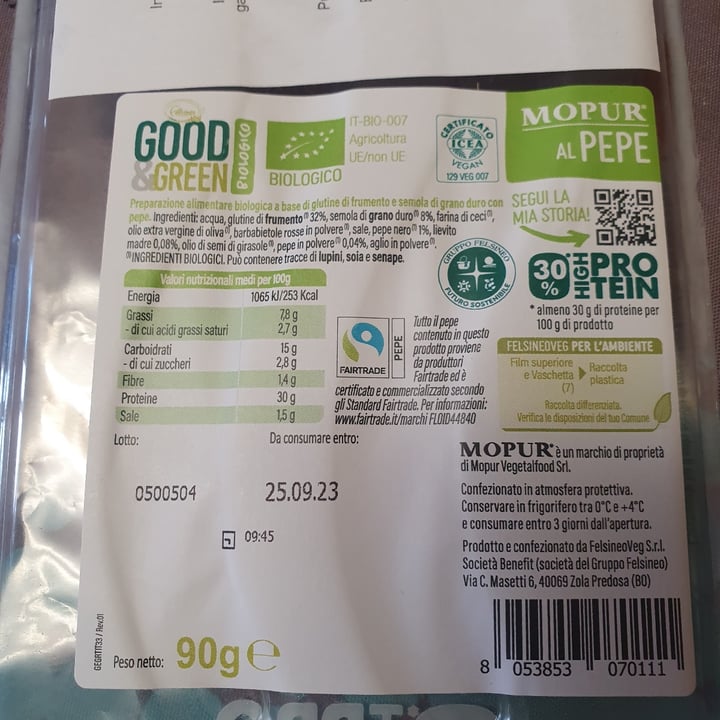 GOOD
&GREEN
BIOLOGICO
BIOLOGICO
IT-BIO-007
Agricoltura
UE/non UE
CERTIFICATO
ICEA
VEGAN
129 VEG 007
MOPUR®
AL PEPE
Preparazione alimentare biologica a base di glutine di frumento e semola di grano duro con
pepe. Ingredienti: acqua, glutine di frumento(*) 32%, semola di grano duro(*) 8%, farina di ceci(*),
olio extra vergine di oliva(*), barbabietole rosse in polvere(*), sale, pepe nero(*) 1%, lievito
madre 0,08%, olio di semi di girasole(*), pepe in polvere(*) 0,04%, aglio in polvere(*).
(*)INGREDIENTI BIOLOGICI. Può contenere tracce di lupini, soia e senape.
SEGUI LA
MIA STORIA!
GRUPPO FELSINEO
FUTURO SOSTENIBILE
30%
HIGH
PROTEIN*
* almeno 30 g di proteine per
100 g di prodotto
Valori nutrizionali medi per 100g
Energia 1065 kJ/253 Kcal
Grassi 7,8 g
- di cui acidi grassi saturi 2,7 g
Carboidrati 15 g
- di cui zuccheri 2,8 g
Fibre 1,4 g
Proteine 30 g
Sale 1,5 g
FAIRTRADE
PEPE
Tutto il pepe
contenuto in questo
prodotto proviene
da produttori
Fairtrade ed è
certificato e commercializzato secondo
gli Standard Fairtrade. Per informazioni:
www.fairtrade.it/marchi FLOID44840
FELSINEOVEG PER L'AMBIENTE
Film superiore
e Vaschetta
(7)
Raccolta
plastica
Raccolta differenziata.
Verifica le disposizioni del tuo Comune
Lotto:
Da consumare entro:
0500504
25.09.23
09:45
MOPUR® è un marchio di proprietà
di Mopur Vegetalfood Srl.
Confezionato in atmosfera protettiva.
Conservare in frigorifero tra 0°C e +4°C
e consumare entro 3 giorni dall'apertura.
Prodotto e confezionato da FelsineoVeg S.r.l.
Società Benefit (società del Gruppo Felsineo)
Via C. Masetti 6, 40069 Zola Predosa (BO)
GEGRTIT33 / Rev.01
Peso netto: 90g e
8 053853 070111